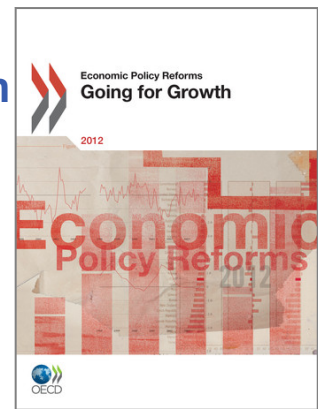 n
Economic Policy Reforms
Going for Growth
2012
Economic
Policy Reforms
2012
OECD